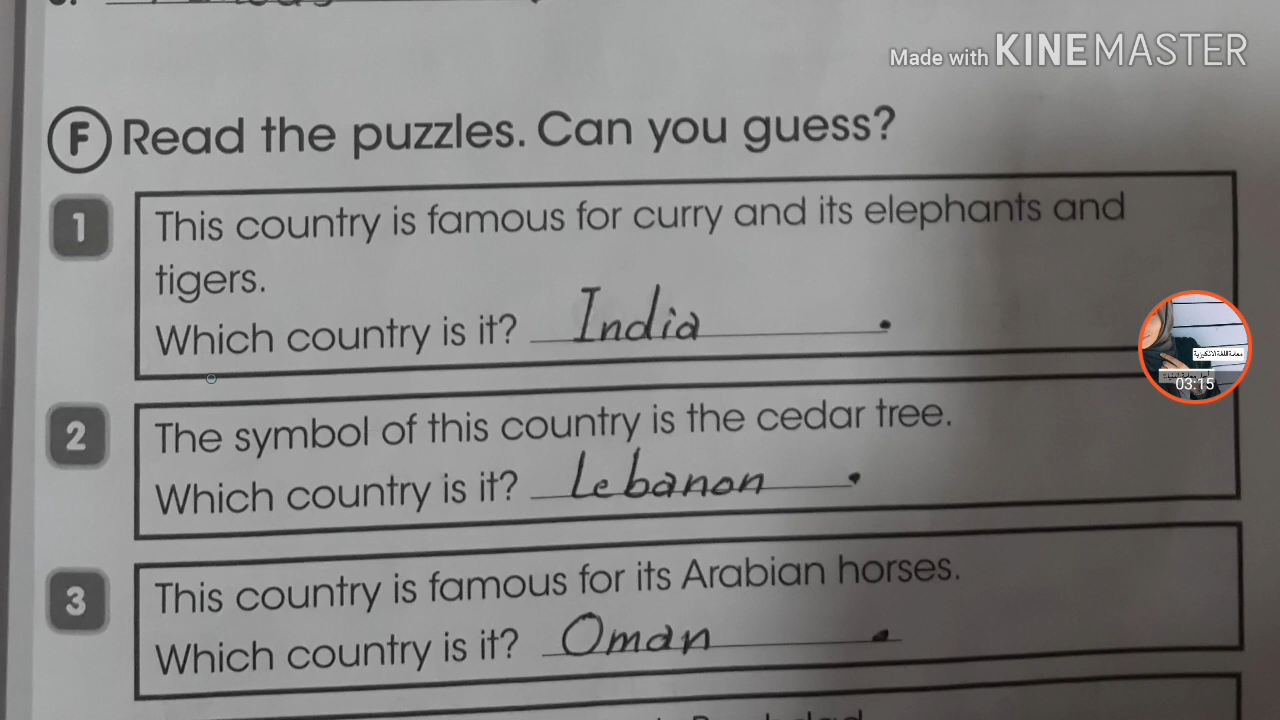 Made with KINEMASTER
F Read the puzzles. Can you guess?
1 This country is famous for curry and its elephants and
tigers.
Which country is it? India.
2 The symbol of this country is the cedar tree.
Which country is it? Lebanon.
3 This country is famous for its Arabian horses.
Which country is it? Oman.
معلمة اللغة الانكليزية
03:15